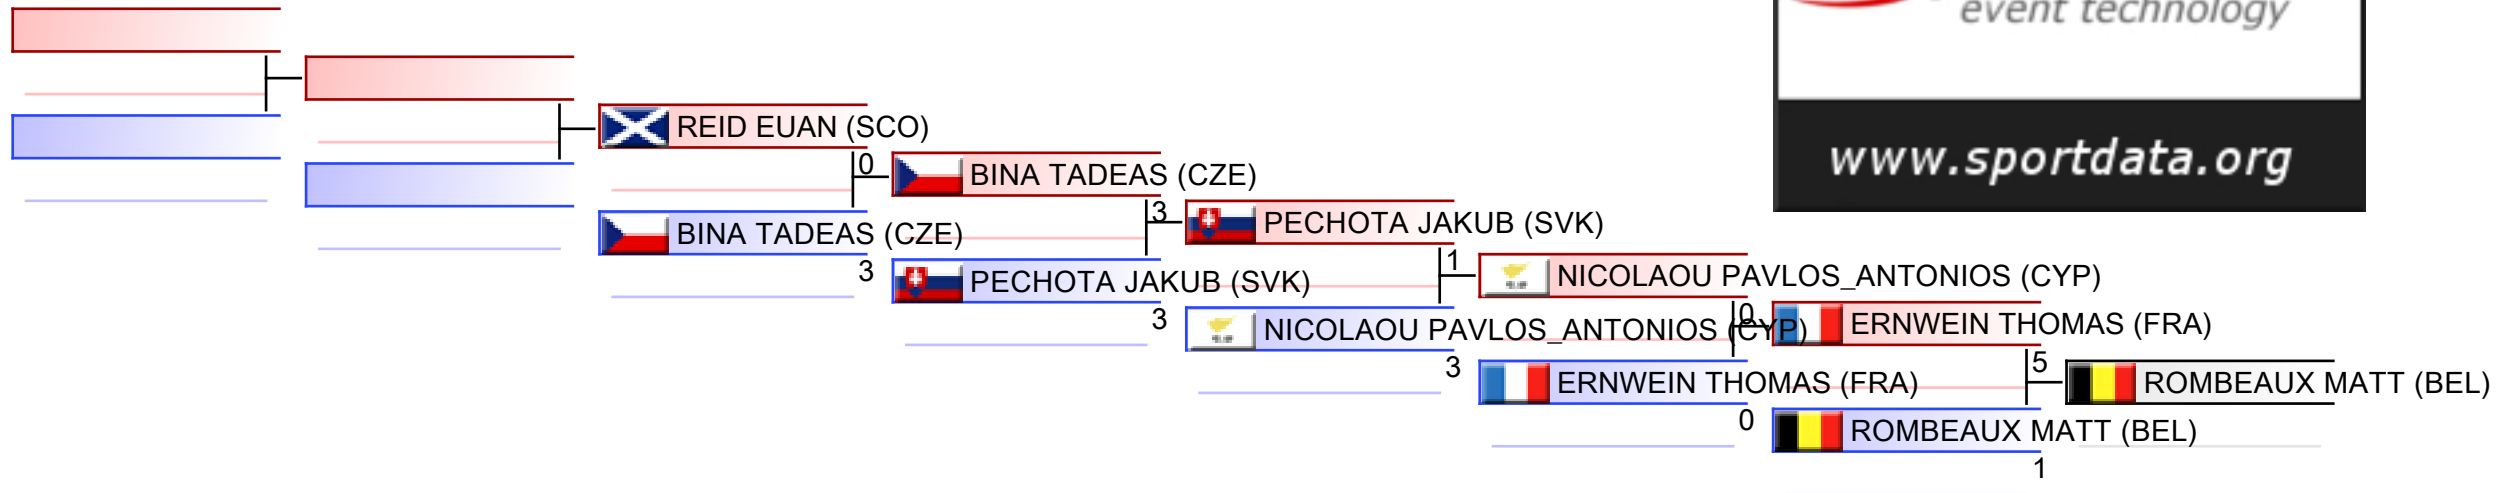 event technology
www.sportdata.org
REID EUAN (SCO)
0
BINA TADEAS (CZE)
3
BINA TADEAS (CZE)
3
PECHOTA JAKUB (SVK)
3
PECHOTA JAKUB (SVK)
1
NICOLAOU PAVLOS_ANTONIOS (CYP)
3
NICOLAOU PAVLOS_ANTONIOS (CYP)
0
ERNWEIN THOMAS (FRA)
0
ERNWEIN THOMAS (FRA)
5
ROMBEAUX MATT (BEL)
1
ROMBEAUX MATT (BEL)